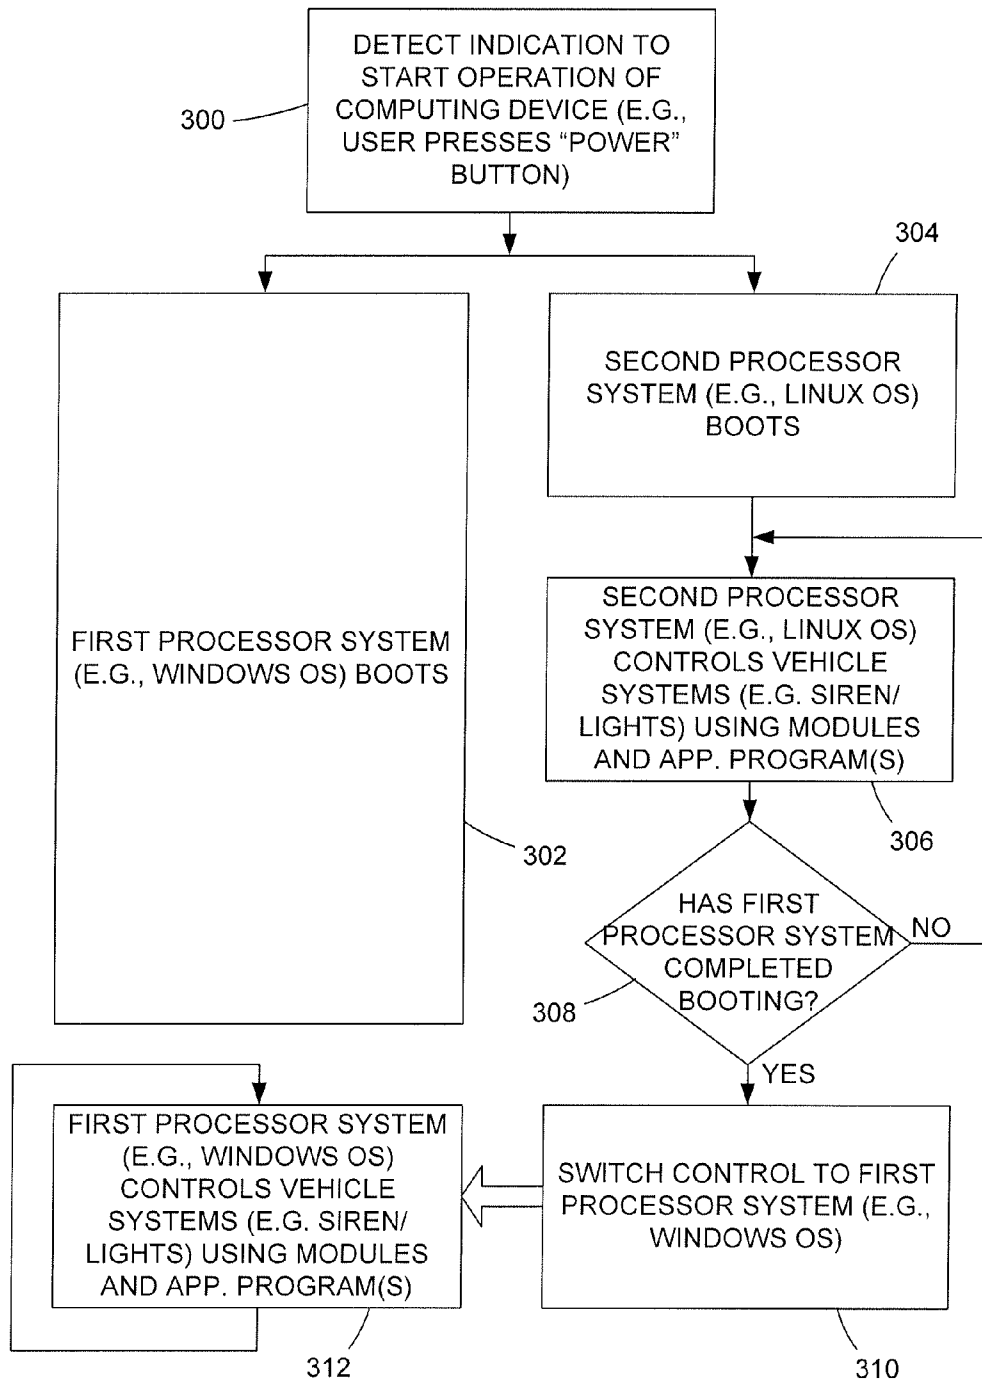 DETECT INDICATION TO
START OPERATION OF
COMPUTING DEVICE (E.G.,
USER PRESSES “POWER”
BUTTON)
300
304
SECOND PROCESSOR
SYSTEM (E.G., LINUX OS)
BOOTS
FIRST PROCESSOR SYSTEM
(E.G., WINDOWS OS) BOOTS
302
SECOND PROCESSOR
SYSTEM (E.G., LINUX OS)
CONTROLS VEHICLE
SYSTEMS (E.G. SIREN/
LIGHTS) USING MODULES
AND APP. PROGRAM(S)
306
HAS FIRST
PROCESSOR SYSTEM
COMPLETED
BOOTING?
308
NO
YES
SWITCH CONTROL TO FIRST
PROCESSOR SYSTEM (E.G.,
WINDOWS OS)
310
FIRST PROCESSOR SYSTEM
(E.G., WINDOWS OS)
CONTROLS VEHICLE
SYSTEMS (E.G. SIREN/
LIGHTS) USING MODULES
AND APP. PROGRAM(S)
312